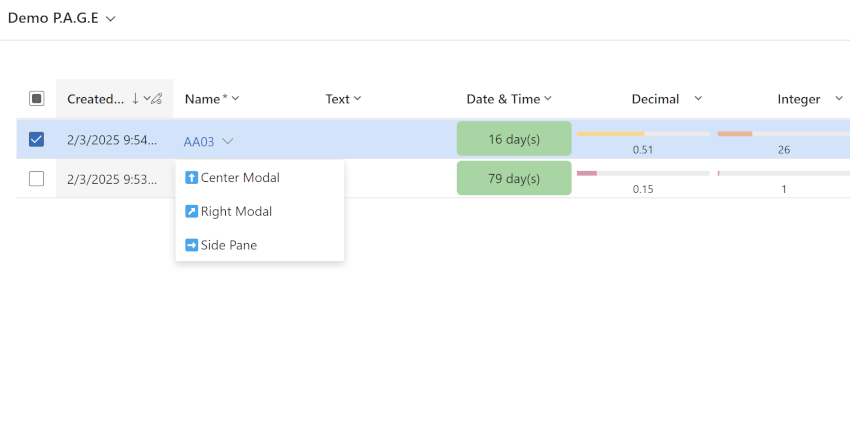 Demo P.A.G.E
Created... Name* Text Date & Time Decimal Integer
2/3/2025 9:54... AA03 16 day(s) 0.51 26
2/3/2025 9:53... 79 day(s) 0.15 1
Center Modal
Right Modal
Side Pane